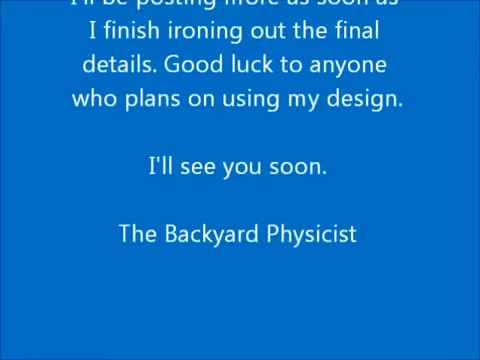 I'll be posting more as soon as
I finish ironing out the final
details. Good luck to anyone
who plans on using my design.
I'll see you soon.
The Backyard Physicist